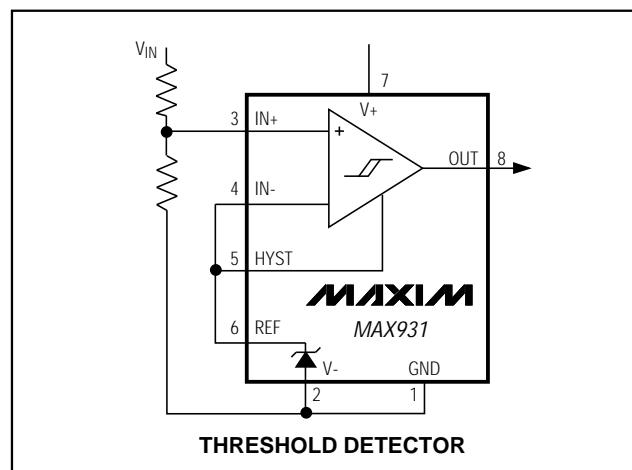 VIN
7
V+
3 IN+
+
OUT 8
4 IN-
5 HYST
MAXIM
6 REF
MAX931
V-
GND
2
1
THRESHOLD DETECTOR